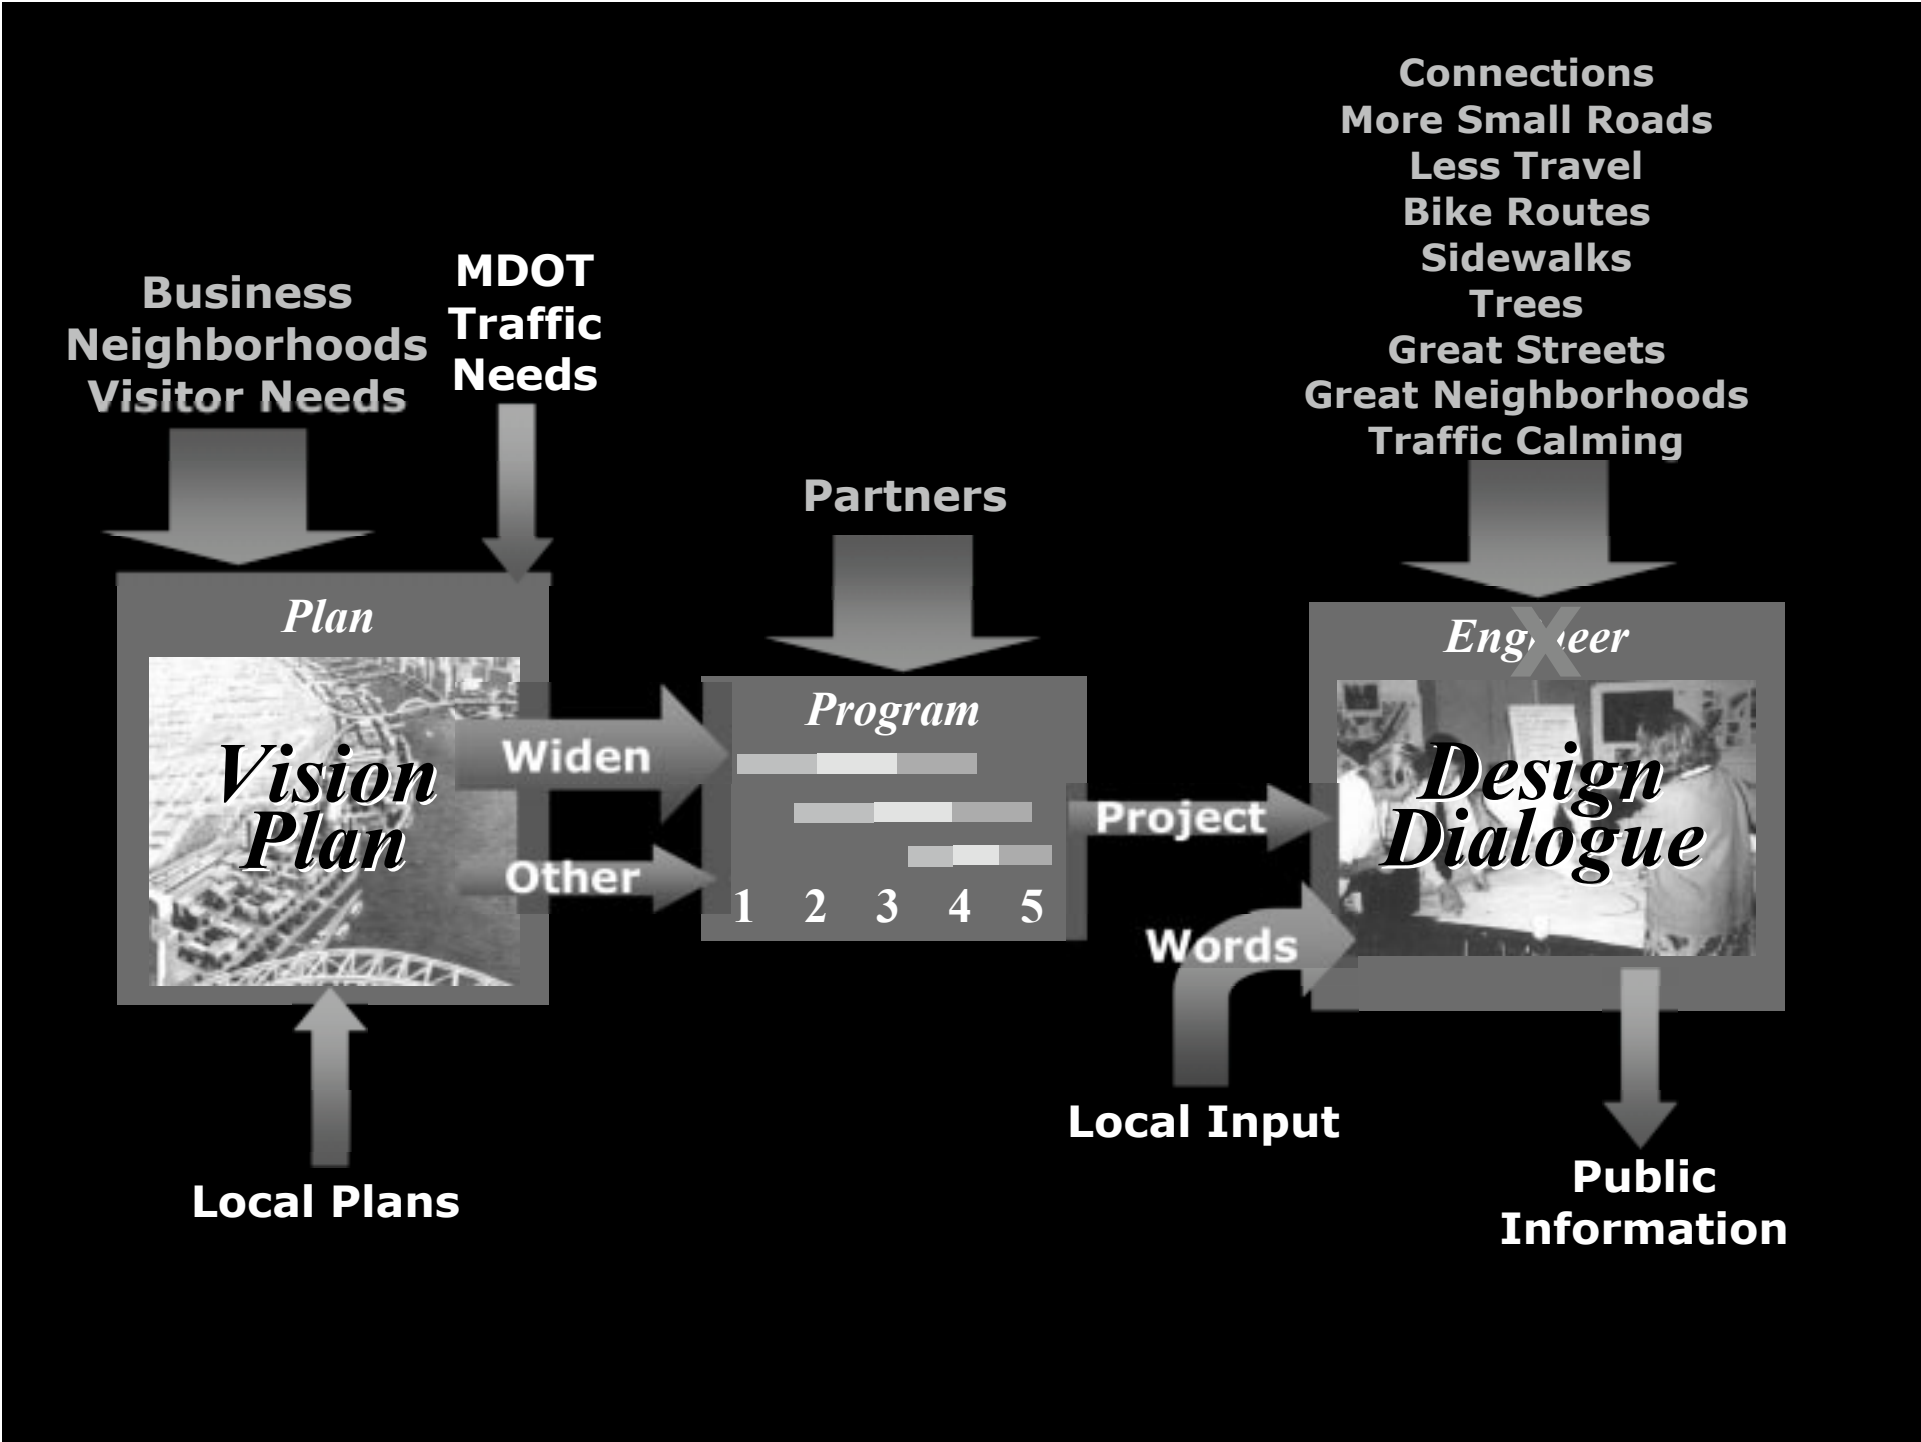 Connections
More Small Roads
Less Travel
Bike Routes
Sidewalks
Trees
Great Streets
Great Neighborhoods
Traffic Calming
Business
Neighborhoods
Visitor Needs
MDOT
Traffic
Needs
Partners
Plan
Vision
Plan
Widen
Other
Program
1 2 3 4 5
Project
Words
Engineer
X
Design
Dialogue
Local Plans
Local Input
Public
Information